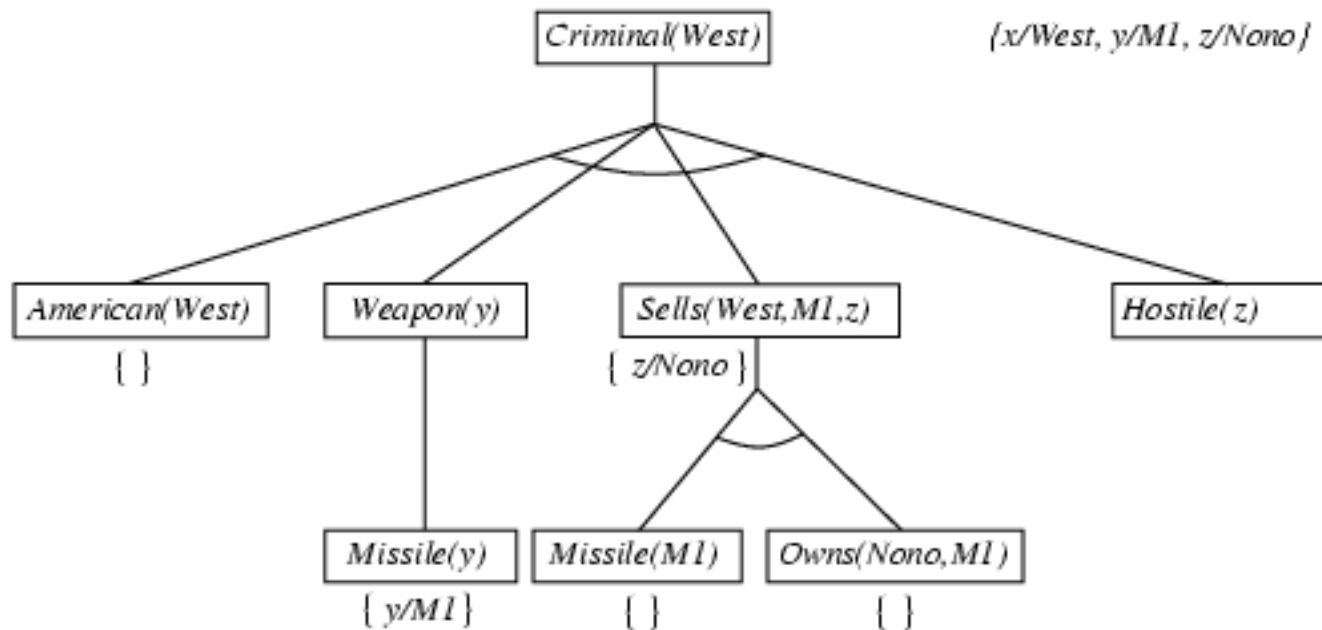 Criminal(West)
{x/West, y/M1, z/Nono}
American(West)
Weapon(y)
Sells(West,M1,z)
Hostile(z)
{ }
{ z/Nono }
Missile(y)
Missile(M1)
Owns(Nono,M1)
{ y/M1 }
{ }
{ }